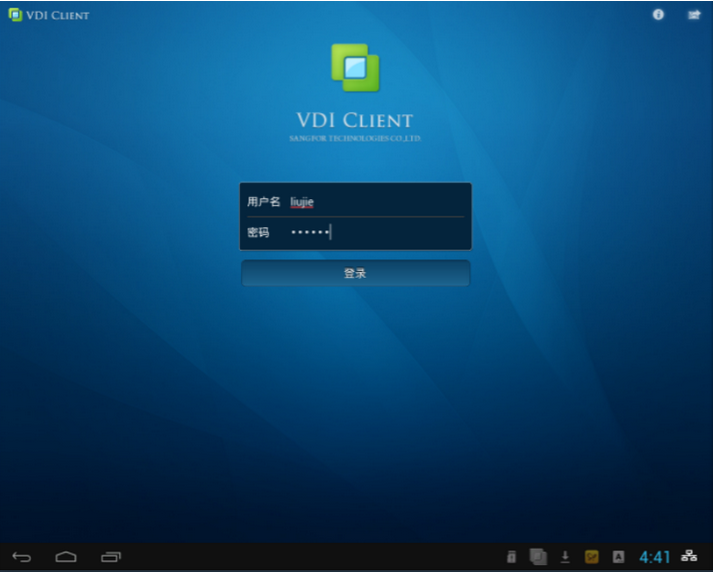 VDI CLIENT
VDI CLIENT
SANGFOR TECHNOLOGIES CO.,LTD
用户名 liujie
密码 ••••••
登录
A 4:41